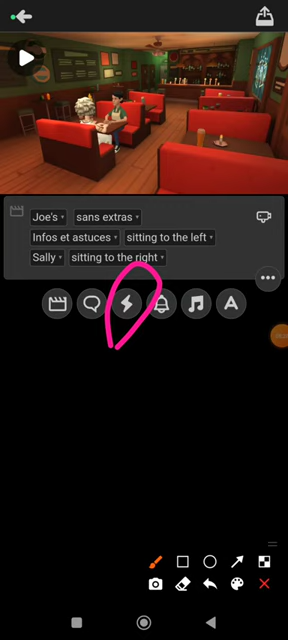 Joe's sans extras
Infos et astuces sitting to the left
Sally sitting to the right
A